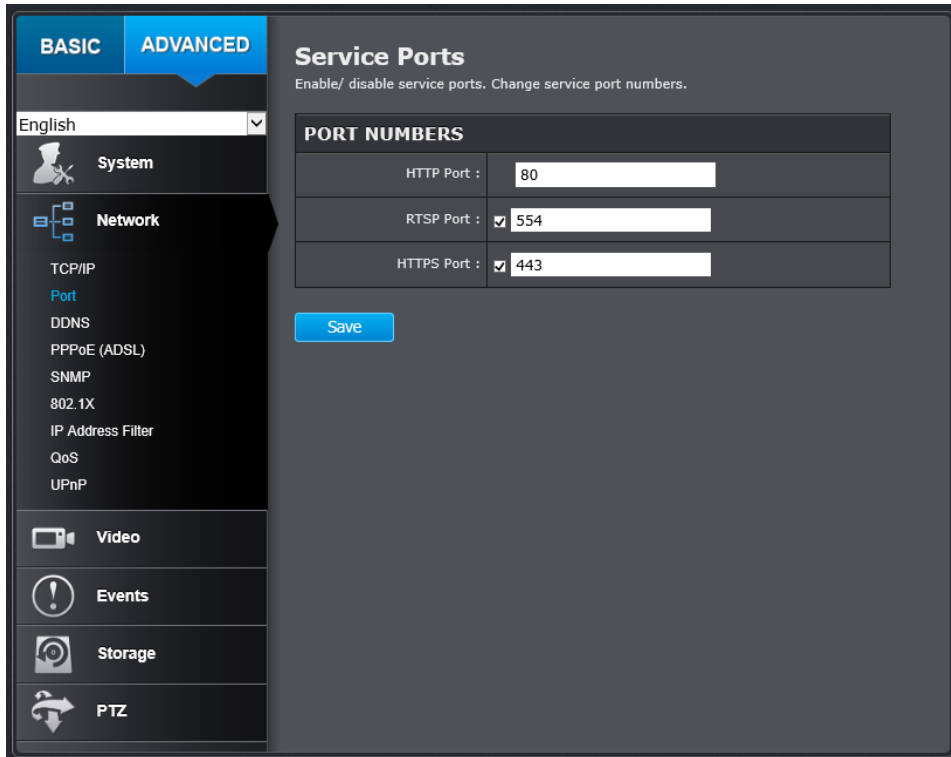 BASIC
ADVANCED
English
System
Network
TCP/IP
Port
DDNS
PPPoE (ADSL)
SNMP
802.1X
IP Address Filter
QoS
UPnP
Video
Events
Storage
PTZ
Service Ports
Enable/ disable service ports. Change service port numbers.
PORT NUMBERS
HTTP Port : 80
RTSP Port : 554
HTTPS Port : 443
Save